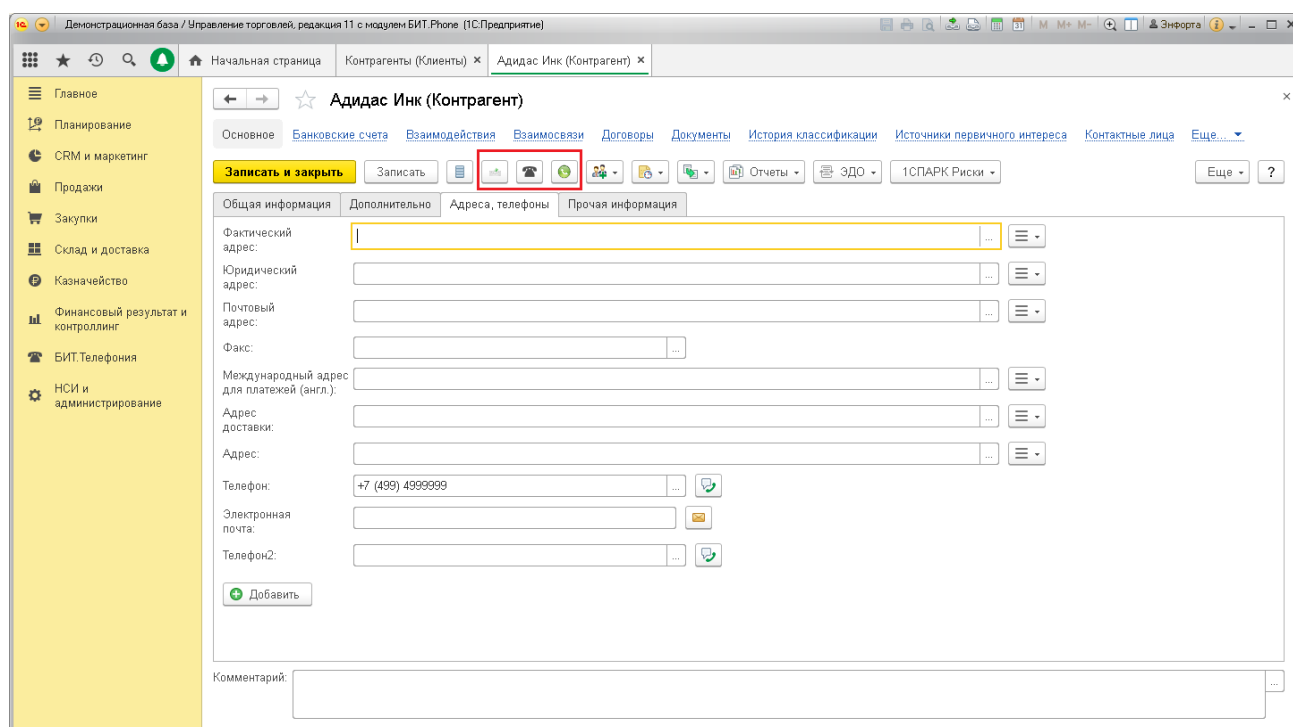 Демонстрационная база / Управление торговлей, редакция 11 с модулем БИТ.Phone (1С:Предприятие)
M M+ M-
Энфорта
Начальная страница
Контрагенты (Клиенты) ×
Адидас Инк (Контрагент) ×
Главное
Планирование
CRM и маркетинг
Продажи
Закупки
Склад и доставка
Казначейство
Финансовый результат и
контроллинг
БИТ.Телефония
НСИ и
администрирование
Адидас Инк (Контрагент)
Основное Банковские счета Взаимодействия Взаимосвязи Договоры Документы История классификации Источники первичного интереса Контактные лица Еще...
Записать и закрыть Записать Отчеты ЭДО 1СПАРК Риски Еще ?
Общая информация Дополнительно Адреса, телефоны Прочая информация
Фактический
адрес:
Юридический
адрес:
Почтовый
адрес:
Факс:
Международный адрес
для платежей (англ.):
Адрес
доставки:
Адрес:
Телефон: +7 (499) 4999999
Электронная
почта:
Телефон2:
Добавить
Комментарий: